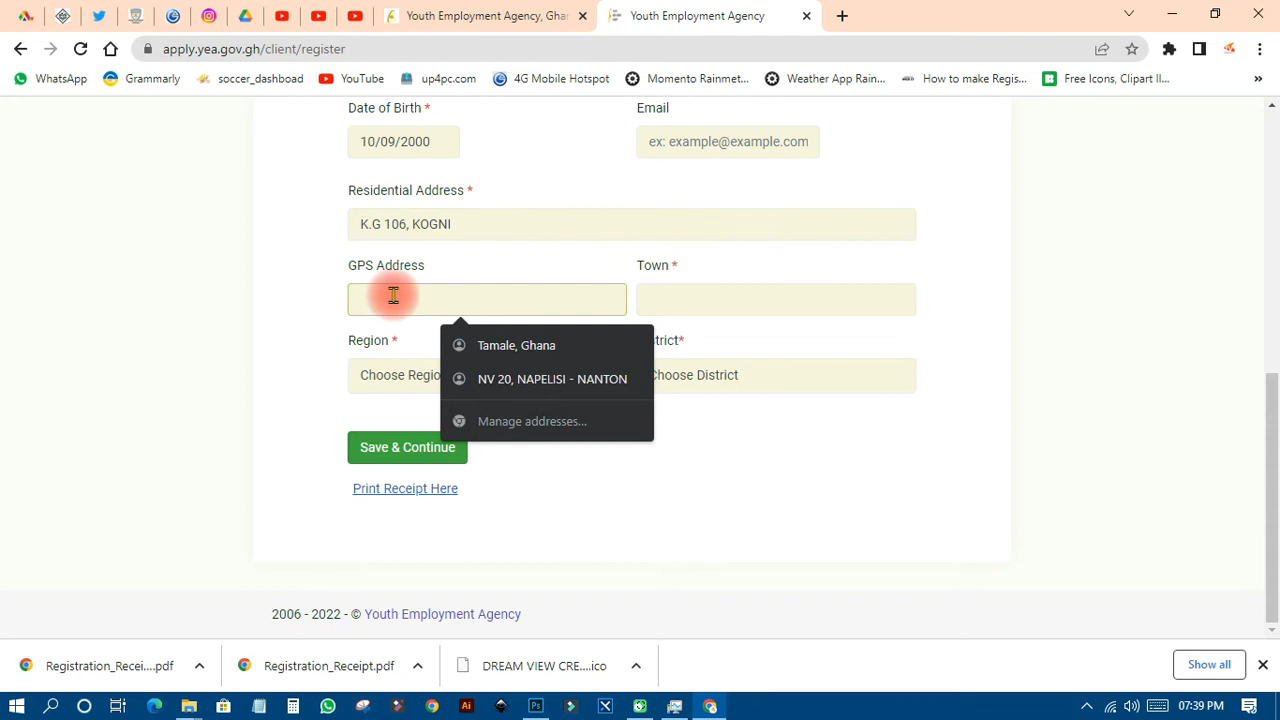 Youth Employment Agency, Ghan
Youth Employment Agency
apply.yea.gov.gh/client/register
WhatsApp
Grammarly
soccer_dashboad
YouTube
up4pc.com
4G Mobile Hotspot
Momento Rainmet...
Weather App Rain...
How to make Regis...
Free Icons, Clipart Il...
»
Date of Birth *
Email
10/09/2000
ex: example@example.com
Residential Address *
K.G 106, KOGNI
GPS Address
Town *
Tamale, Ghana
Region *
strict*
NV 20, NAPELISI - NANTON
Choose Regio
Choose District
Manage addresses...
Save & Continue
Print Receipt Here
2006 - 2022 - © Youth Employment Agency
Registration_Recei....pdf
Registration_Receipt.pdf
DREAM VIEW CRE....ico
Show all
07:39 PM